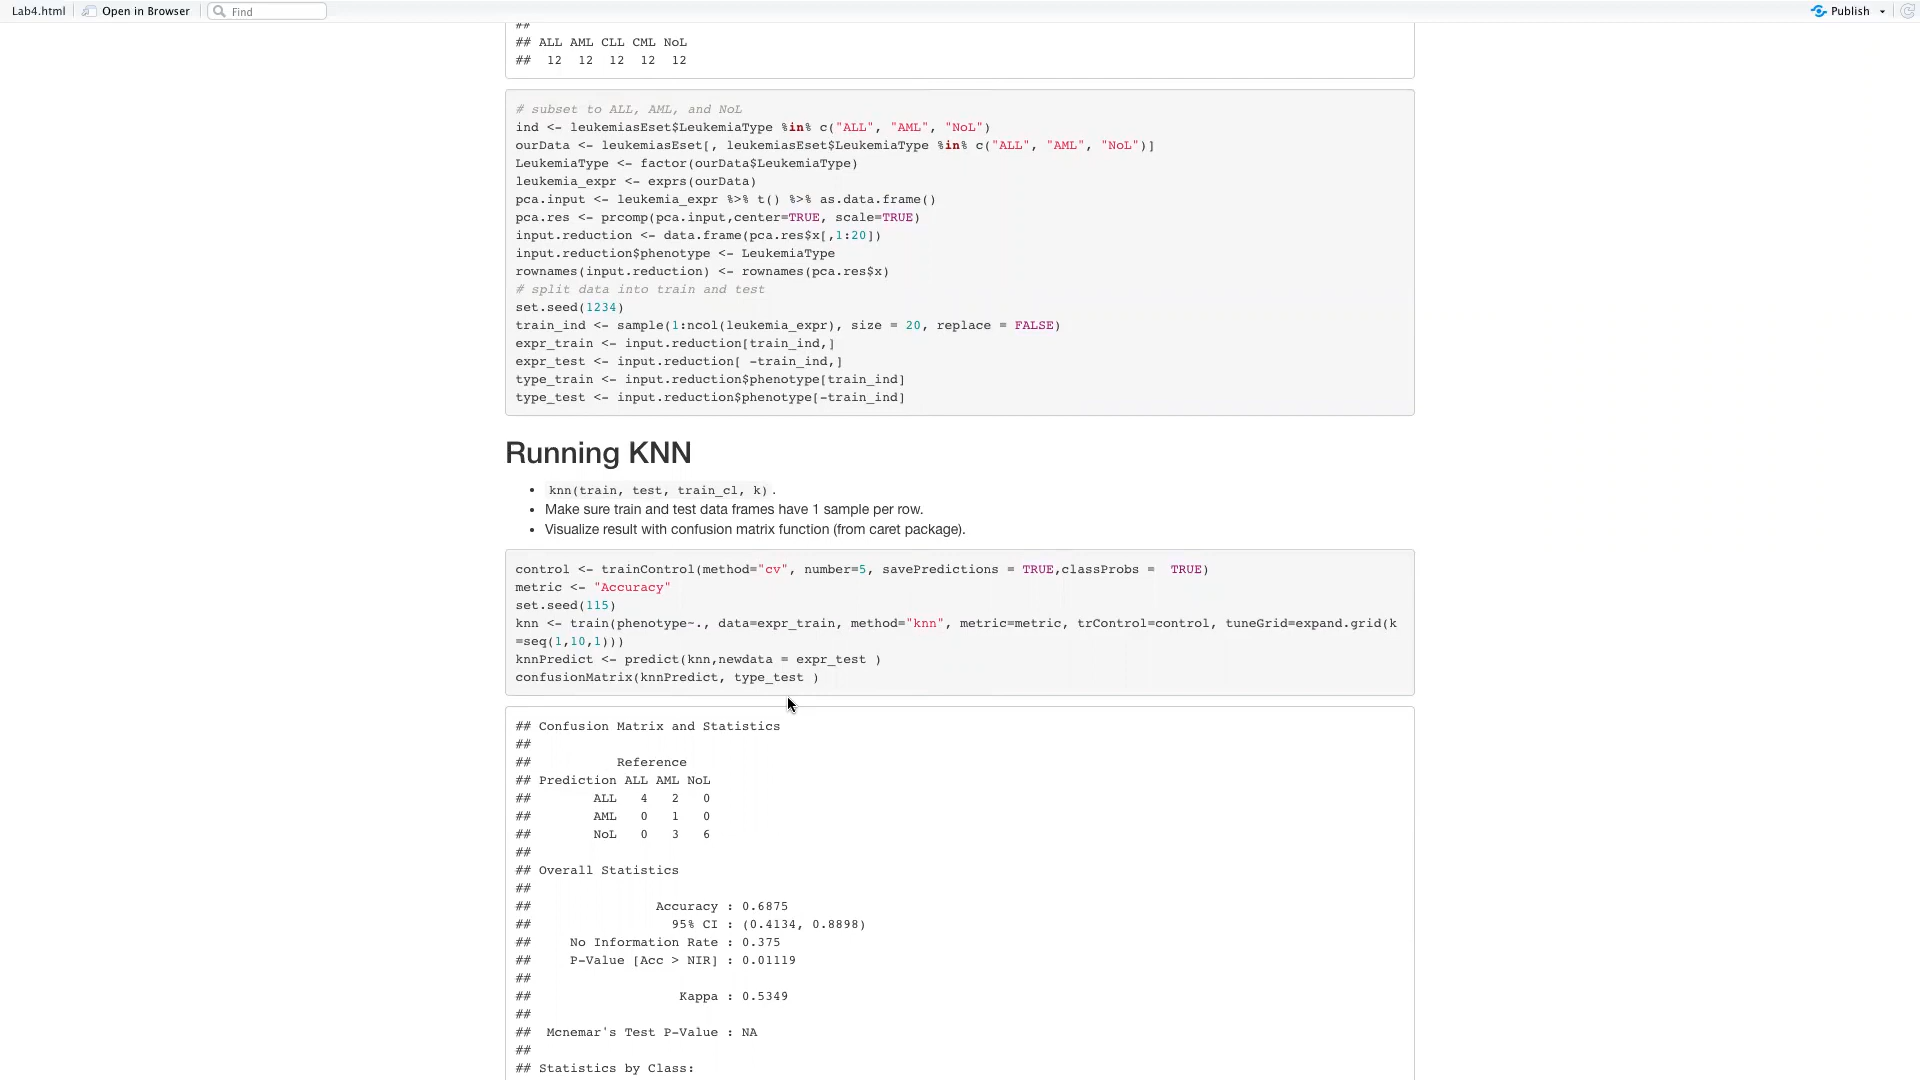 Lab4.html Open in Browser Find Publish
##
## ALL AML CLL CML NoL
## 12 12 12 12 12
# subset to ALL, AML, and NoL
ind <- leukemiasEset$LeukemiaType %in% c("ALL", "AML", "NoL")
ourData <- leukemiasEset[, leukemiasEset$LeukemiaType %in% c("ALL", "AML", "NoL")]
LeukemiaType <- factor(ourData$LeukemiaType)
leukemia_expr <- exprs(ourData)
pca.input <- leukemia_expr %>% t() %>% as.data.frame()
pca.res <- prcomp(pca.input,center=TRUE, scale=TRUE)
input.reduction <- data.frame(pca.res$x[,1:20])
input.reduction$phenotype <- LeukemiaType
rownames(input.reduction) <- rownames(pca.res$x)
# split data into train and test
set.seed(1234)
train_ind <- sample(1:ncol(leukemia_expr), size = 20, replace = FALSE)
expr_train <- input.reduction[train_ind,]
expr_test <- input.reduction[ -train_ind,]
type_train <- input.reduction$phenotype[train_ind]
type_test <- input.reduction$phenotype[-train_ind]
Running KNN
• knn(train, test, train_cl, k).
• Make sure train and test data frames have 1 sample per row.
• Visualize result with confusion matrix function (from caret package).
control <- trainControl(method="cv", number=5, savePredictions = TRUE,classProbs =  TRUE)
metric <- "Accuracy"
set.seed(115)
knn <- train(phenotype~., data=expr_train, method="knn", metric=metric, trControl=control, tuneGrid=expand.grid(k
=seq(1,10,1)))
knnPredict <- predict(knn,newdata = expr_test )
confusionMatrix(knnPredict, type_test )
## Confusion Matrix and Statistics
##
## Reference
## Prediction ALL AML NoL
## ALL 4 2 0
## AML 0 1 0
## NoL 0 3 6
##
## Overall Statistics
##
## Accuracy : 0.6875
## 95% CI : (0.4134, 0.8898)
## No Information Rate : 0.375
## P-Value [Acc > NIR] : 0.01119
##
## Kappa : 0.5349
##
## Mcnemar's Test P-Value : NA
##
## Statistics by Class: